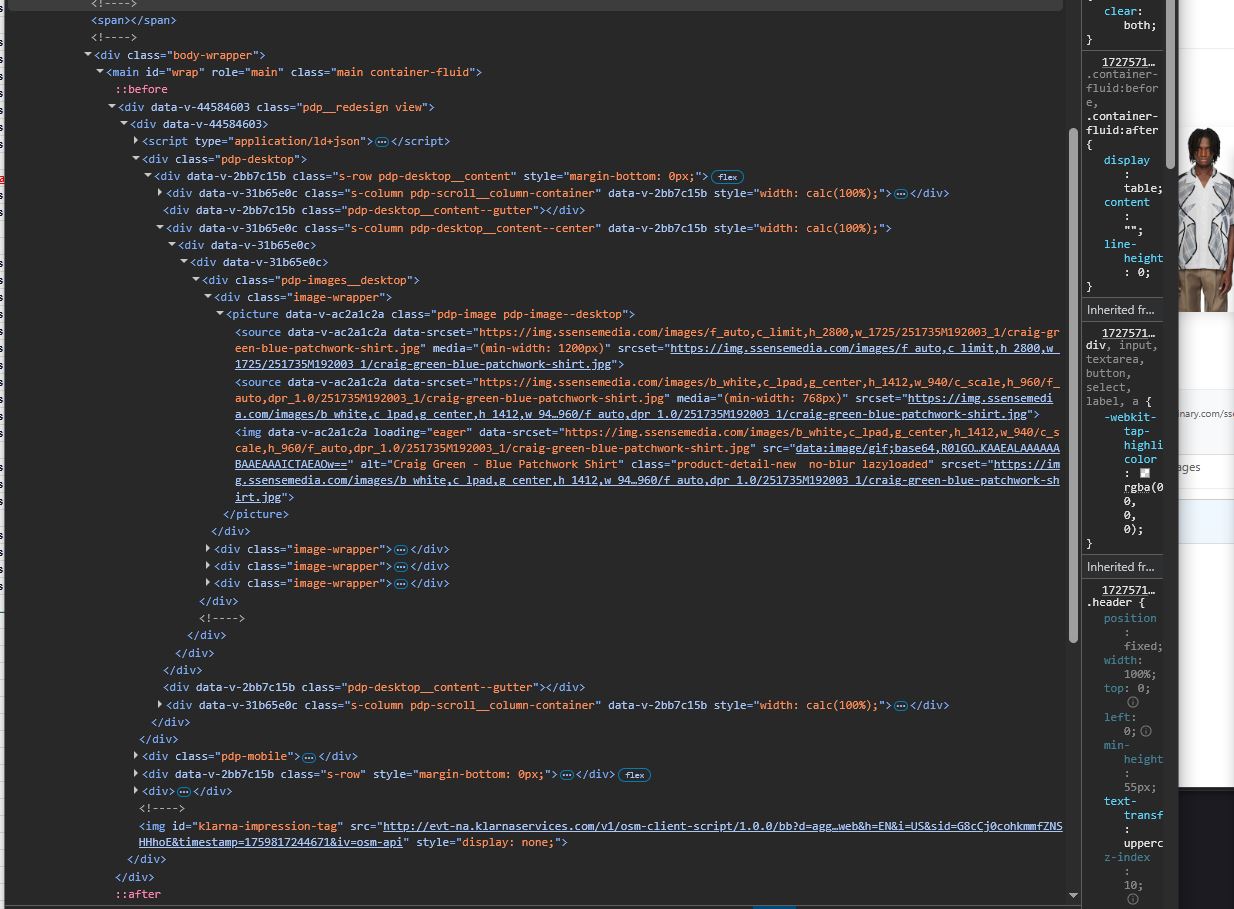 <!---->
<span></span>
<!---->
<div class="body-wrapper">
<main id="wrap" role="main" class="main container-fluid">
::before
<div data-v-44584603 class="pdp__redesign view">
<div data-v-44584603>
<script type="application/ld+json">…</script>
<div class="pdp-desktop">
<div data-v-2bb7c15b class="s-row pdp-desktop__content" style="margin-bottom: 0px;"> flex
<div data-v-31b65e0c class="s-column pdp-scroll__column-container" data-v-2bb7c15b style="width: calc(100%);">…</div>
<div data-v-2bb7c15b class="pdp-desktop__content--gutter"></div>
<div data-v-31b65e0c class="s-column pdp-desktop__content--center" data-v-2bb7c15b style="width: calc(100%);">
<div data-v-31b65e0c>
<div data-v-31b65e0c>
<div class="pdp-images__desktop">
<div class="image-wrapper">
<picture data-v-ac2a1c2a class="pdp-image pdp-image--desktop">
<source data-v-ac2a1c2a data-srcset="https://img.ssensemedia.com/images/f_auto,c_limit,h_2800,w_1725/251735M192003_1/craig-gr
een-blue-patchwork-shirt.jpg" media="(min-width: 1200px)" srcset="https://img.ssensemedia.com/images/f_auto,c_limit,h_2800,w_
1725/251735M192003_1/craig-green-blue-patchwork-shirt.jpg">
<source data-v-ac2a1c2a data-srcset="https://img.ssensemedia.com/images/b_white,c_lpad,g_center,h_1412,w_940/c_scale,h_960/f_
auto,dpr_1.0/251735M192003_1/craig-green-blue-patchwork-shirt.jpg" media="(min-width: 768px)" srcset="https://img.ssensemedi
a.com/images/b_white,c_lpad,g_center,h_1412,w_94…960/f_auto,dpr_1.0/251735M192003_1/craig-green-blue-patchwork-shirt.jpg">
<img data-v-ac2a1c2a loading="eager" data-srcset="https://img.ssensemedia.com/images/b_white,c_lpad,g_center,h_1412,w_940/c_s
cale,h_960/f_auto,dpr_1.0/251735M192003_1/craig-green-blue-patchwork-shirt.jpg" src="data:image/gif;base64,R0lGO…KAAEALAAAAAA
BAAEAAAICTAEAOw==" alt="Craig Green - Blue Patchwork Shirt" class="product-detail-new  no-blur lazyloaded" srcset="https://im
g.ssensemedia.com/images/b_white,c_lpad,g_center,h_1412,w_94…960/f_auto,dpr_1.0/251735M192003_1/craig-green-blue-patchwork-sh
irt.jpg">
</picture>
</div>
<div class="image-wrapper">…</div>
<div class="image-wrapper">…</div>
<div class="image-wrapper">…</div>
</div>
<!---->
</div>
</div>
</div>
<div data-v-2bb7c15b class="pdp-desktop__content--gutter"></div>
<div data-v-31b65e0c class="s-column pdp-scroll__column-container" data-v-2bb7c15b style="width: calc(100%);">…</div>
</div>
</div>
<div class="pdp-mobile">…</div>
<div data-v-2bb7c15b class="s-row" style="margin-bottom: 0px;">…</div> flex
<div>…</div>
<!---->
<img id="klarna-impression-tag" src="http://evt-na.klarnaservices.com/v1/osm-client-script/1.0.0/bb?d=agg…web&h=EN&i=US&sid=G8cCj0cohkmmfZNS
HHhoE&timestamp=1759817244671&iv=osm-api" style="display: none;">
</div>
</div>
::after
clear:
both;
}
1727571…
.container-
fluid:befor
e,
.container-
fluid:after
{
display
:
table;
content
:
"";
line-
height
: 0;
}
Inherited fr…
1727571…
div, input,
textarea,
button,
select,
label, a {
-webkit-
tap-
highli
color
:
rgba(0
0,
0,
0);
}
Inherited fr…
1727571…
.header {
position
:
fixed;
width:
100%;
top: 0;
left:
0;
min-
height
:
55px;
text-
transf
:
upperc
z-index
:
10;
inary.com/sse
ages